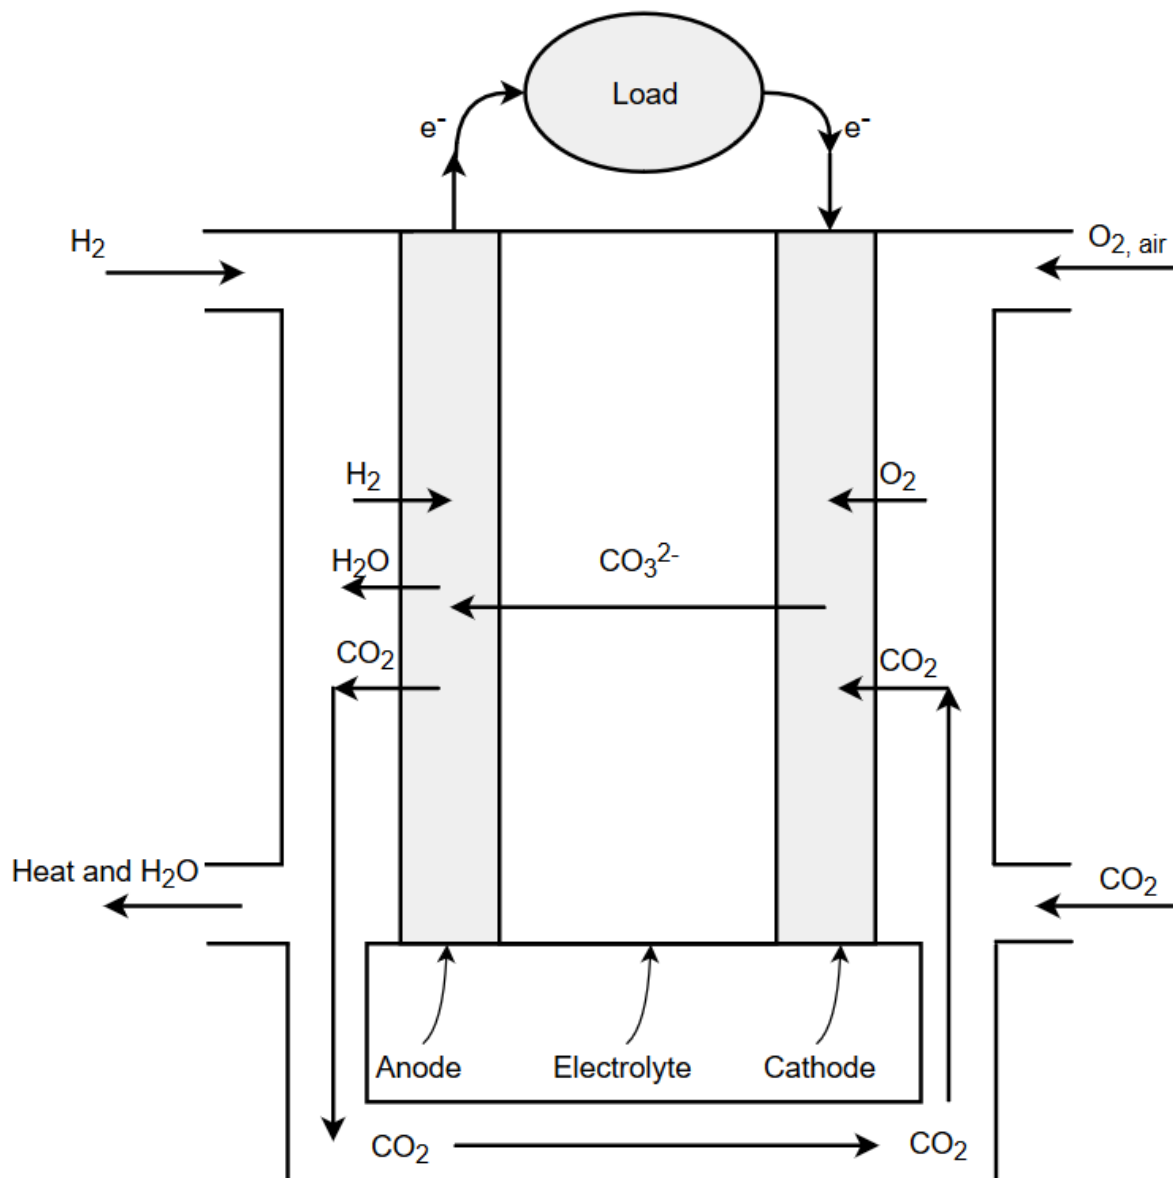 Load
e⁻
e⁻
H₂
O₂, air
H₂
O₂
H₂O
CO₃²⁻
CO₂
CO₂
Heat and H₂O
CO₂
Anode
Electrolyte
Cathode
CO₂
CO₂